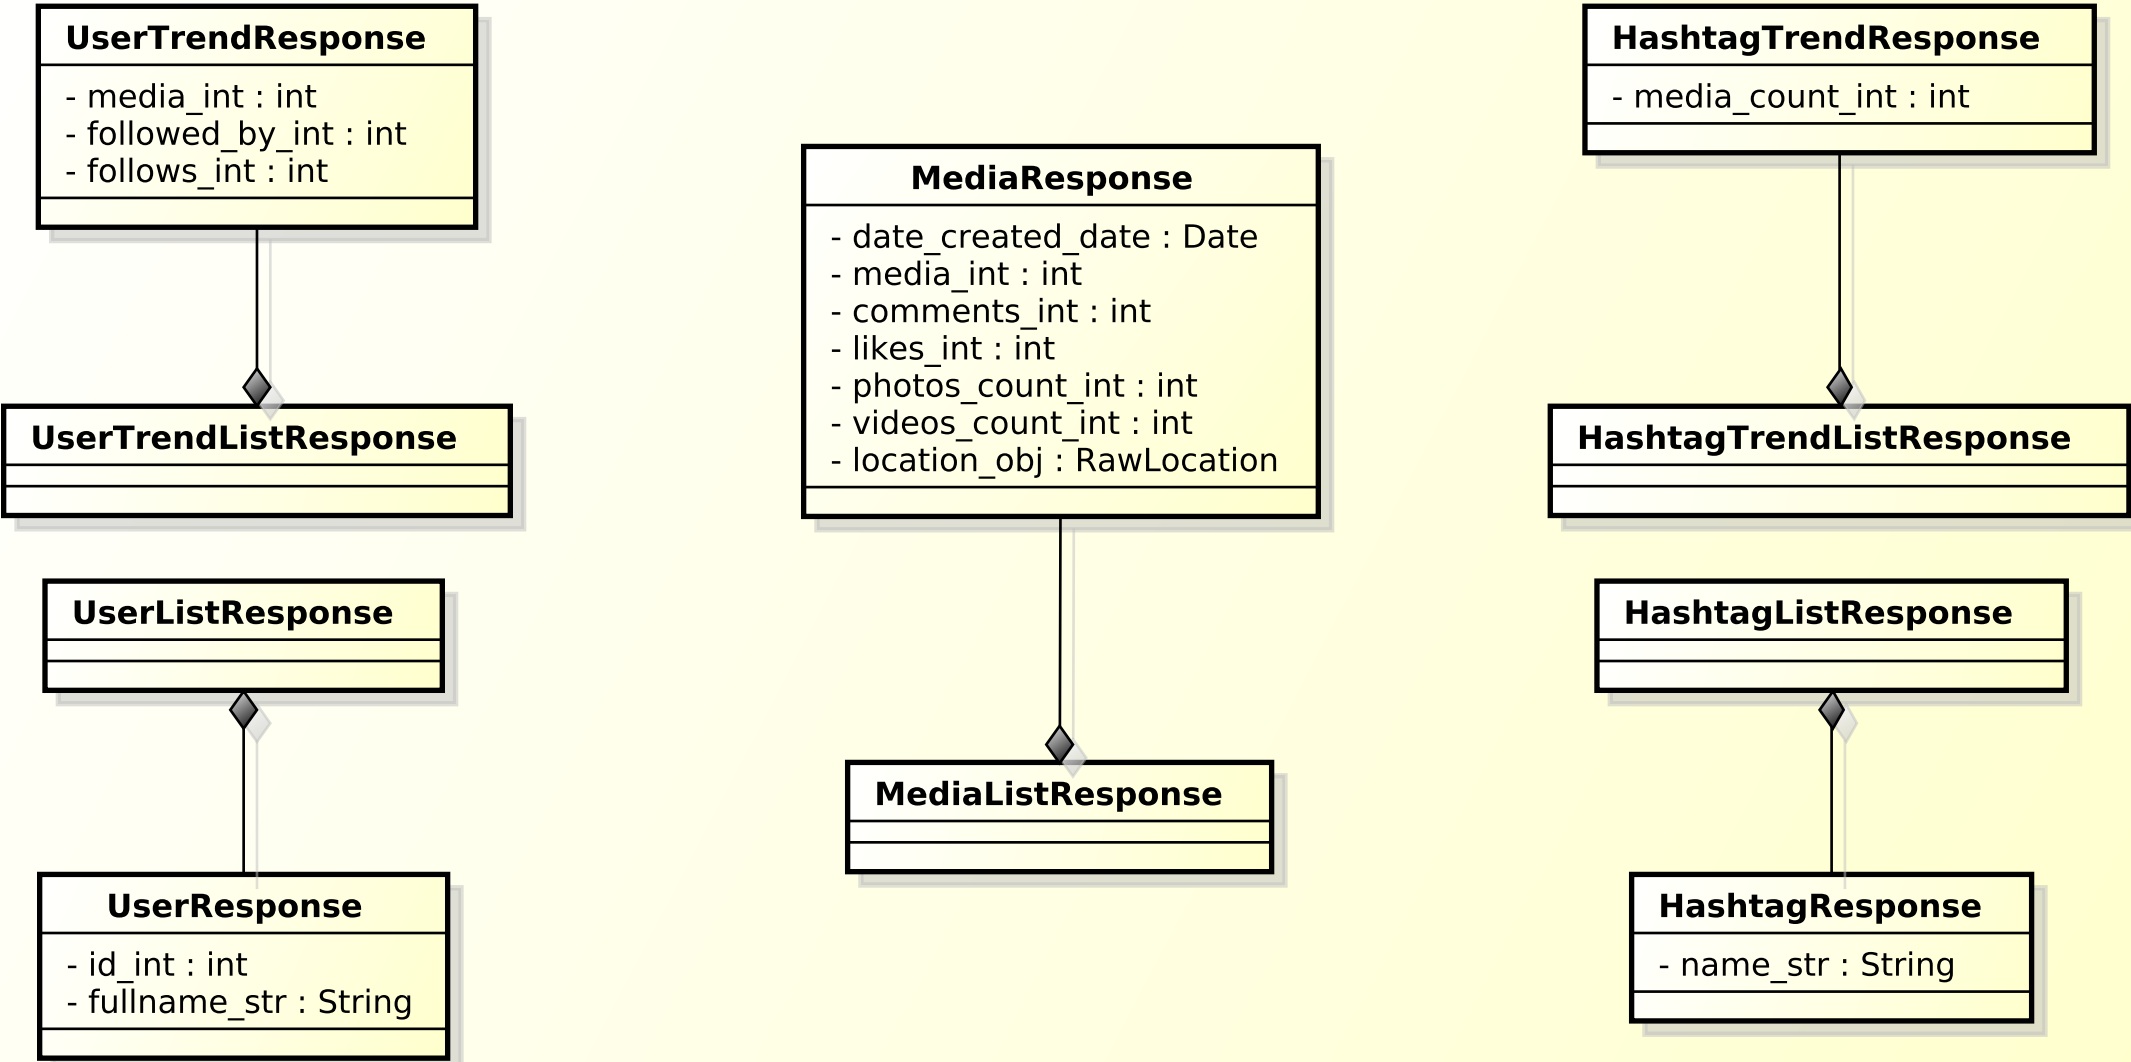 UserTrendResponse
- media_int : int
- followed_by_int : int
- follows_int : int
UserTrendListResponse
UserListResponse
UserResponse
- id_int : int
- fullname_str : String
MediaResponse
- date_created_date : Date
- media_int : int
- comments_int : int
- likes_int : int
- photos_count_int : int
- videos_count_int : int
- location_obj : RawLocation
MediaListResponse
HashtagTrendResponse
- media_count_int : int
HashtagTrendListResponse
HashtagListResponse
HashtagResponse
- name_str : String